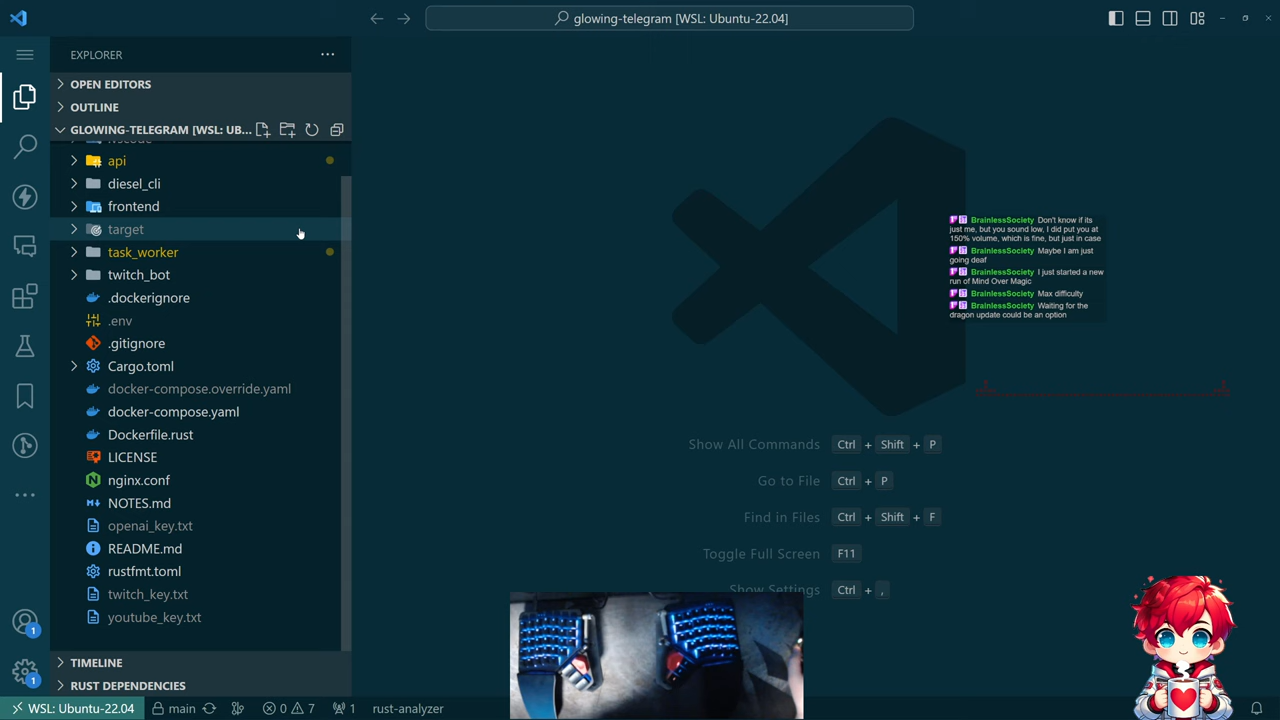 glowing-telegram [WSL: Ubuntu-22.04]
EXPLORER
OPEN EDITORS
OUTLINE
GLOWING-TELEGRAM [WSL: UB...
.vscode
api
diesel_cli
frontend
target
task_worker
twitch_bot
.dockerignore
.env
.gitignore
Cargo.toml
docker-compose.override.yaml
docker-compose.yaml
Dockerfile.rust
LICENSE
nginx.conf
NOTES.md
openai_key.txt
README.md
rustfmt.toml
twitch_key.txt
youtube_key.txt
TIMELINE
RUST DEPENDENCIES
BrainlessSociety Don't know if its
just me, but you sound low, I did put you at
150% volume, which is fine, but just in case
BrainlessSociety Maybe I am just
going deaf
BrainlessSociety I just started a new
run of Mind Over Magic
BrainlessSociety Max difficulty
BrainlessSociety Waiting for the
dragon update could be an option
Show All Commands Ctrl + Shift + P
Go to File Ctrl + P
Find in Files Ctrl + Shift + F
Toggle Full Screen F11
Show Settings Ctrl + ,
1
1
WSL: Ubuntu-22.04 main 0 7 1 rust-analyzer